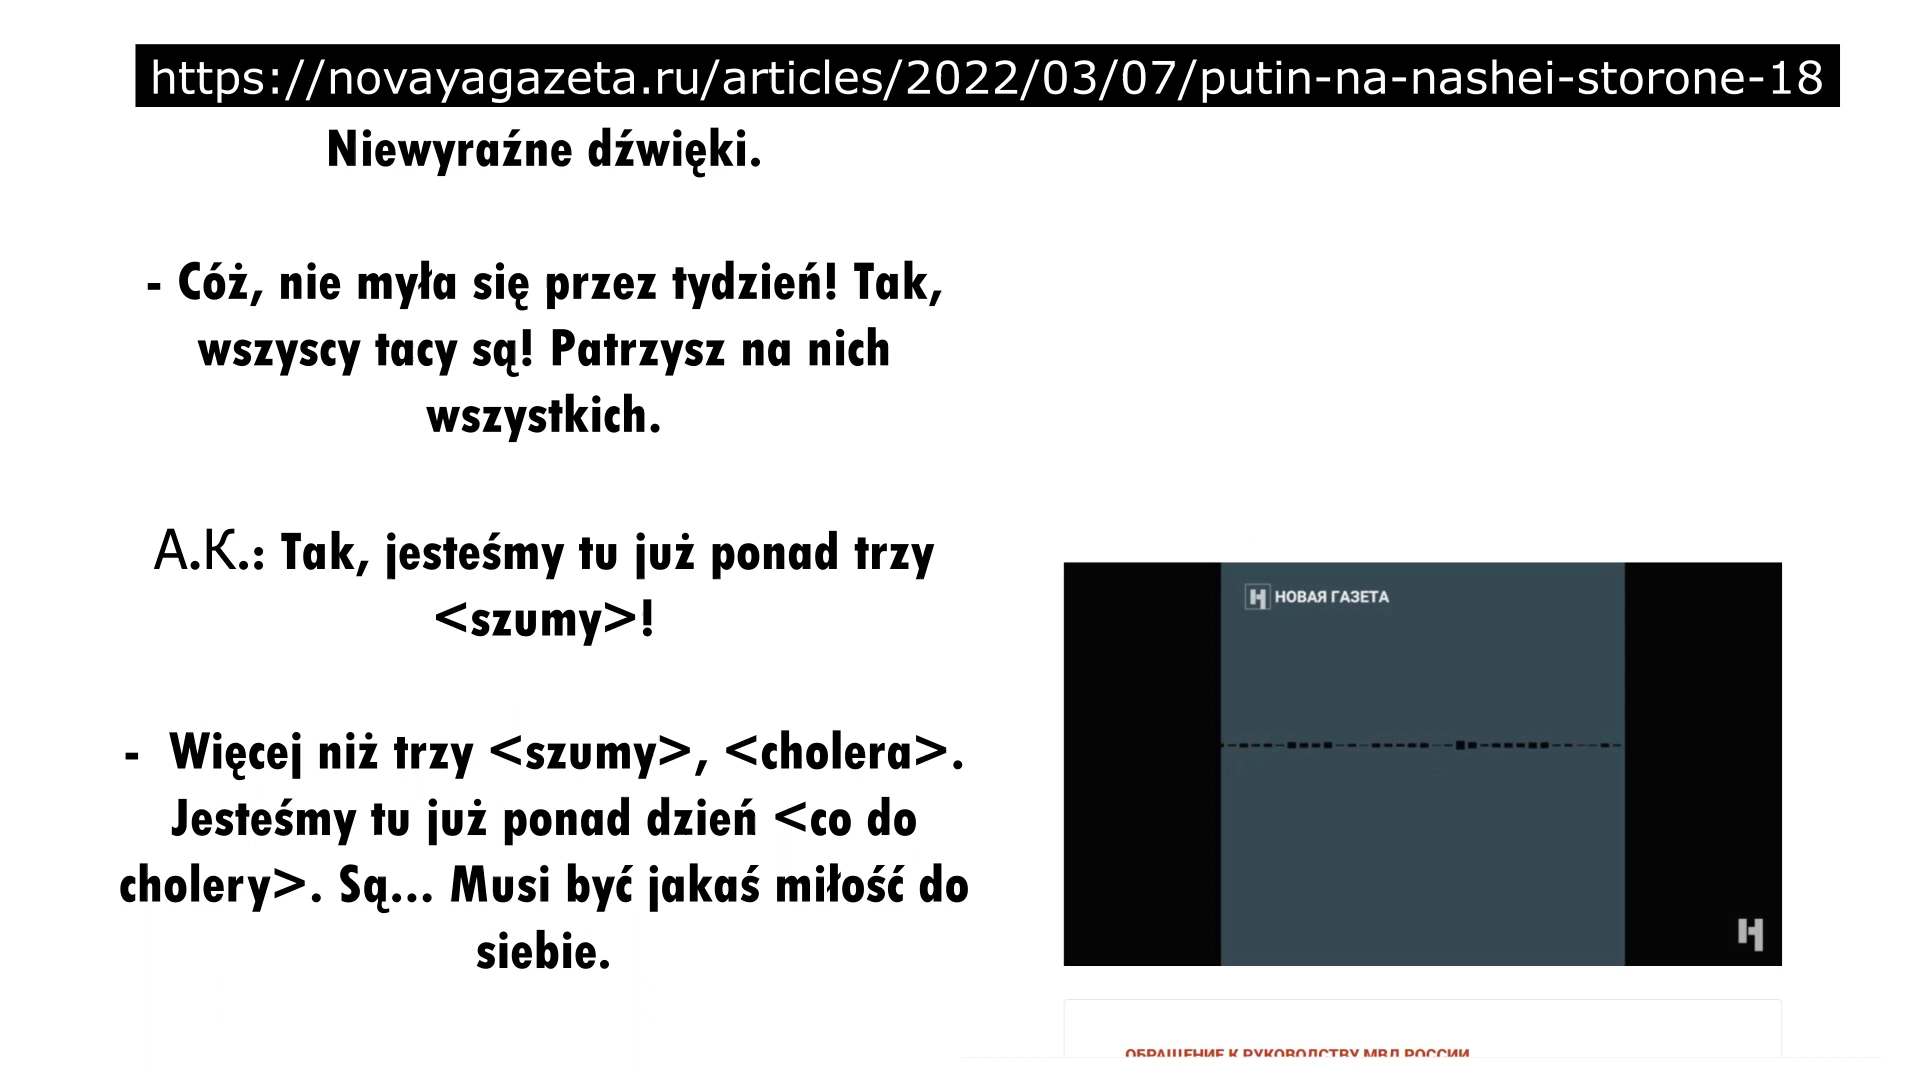 https://novayagazeta.ru/articles/2022/03/07/putin-na-nashei-storone-18
Niewyraźne dźwięki.
- Cóż, nie myła się przez tydzień! Tak,
wszyscy tacy są! Patrzysz na nich
wszystkich.
А.К.: Tak, jesteśmy tu już ponad trzy
<szumy>!
- Więcej niż trzy <szumy>, <cholera>.
Jesteśmy tu już ponad dzień <co do
cholery>. Są... Musi być jakaś miłość do
siebie.
НОВАЯ ГАЗЕТА
ОБРАЩЕНИЕ К РУКОВОДСТВУ МВД РОССИИ